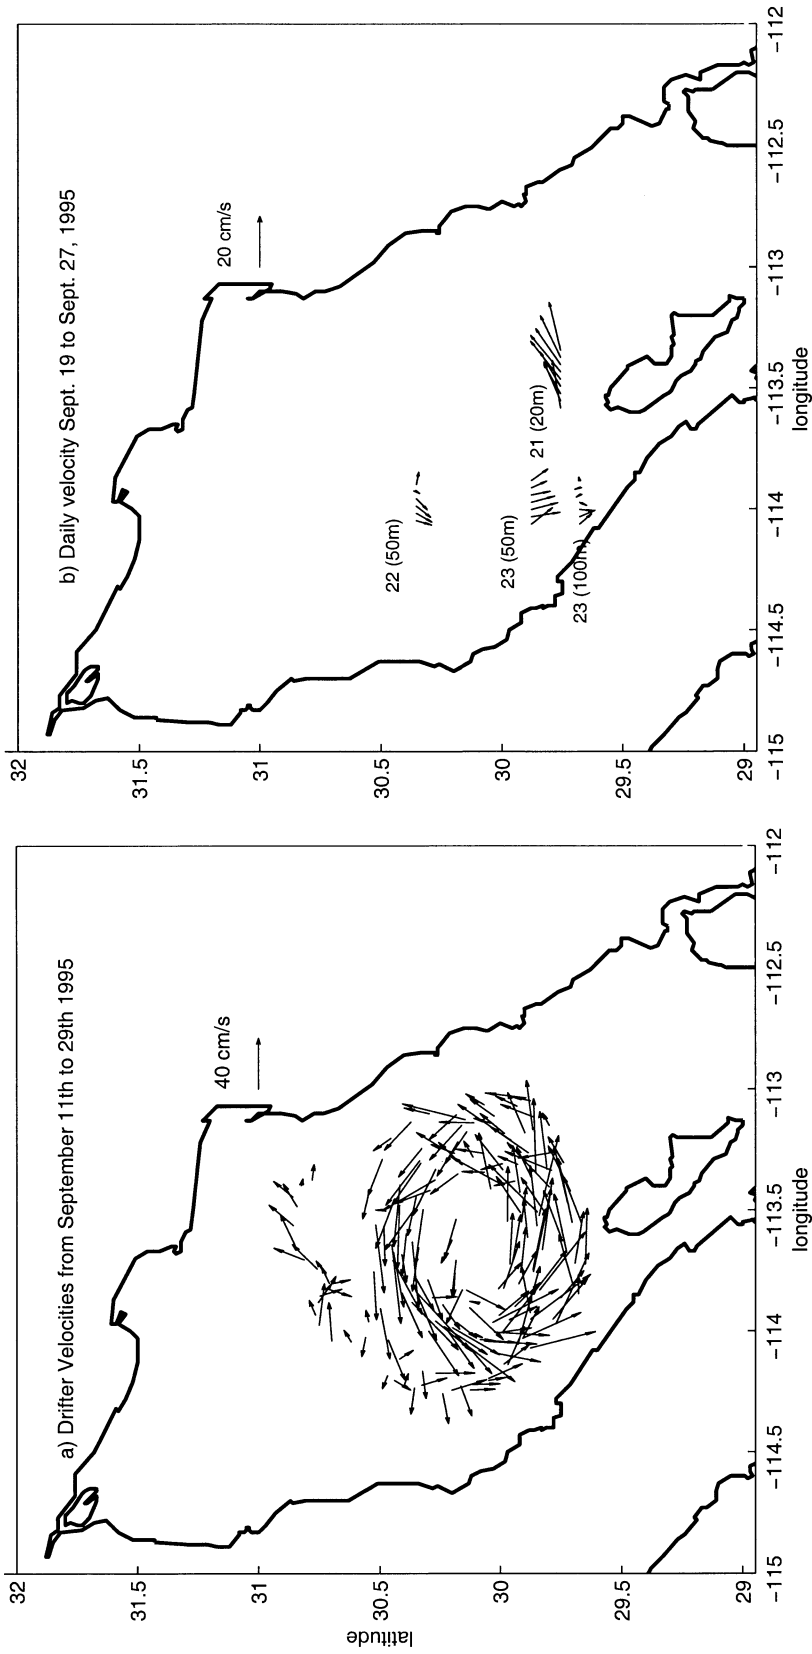 a) Drifter Velocities from September 11th to 29th 1995
40 cm/s
32
31.5
31
30.5
30
29.5
29
latitude
-115
-114.5
-114
-113.5
-113
-112.5
-112
longitude
b) Daily velocity Sept. 19 to Sept. 27, 1995
20 cm/s
22 (50m)
23 (50m)
21 (20m)
23 (100m)
32
31.5
31
30.5
30
29.5
29
-115
-114.5
-114
-113.5
-113
-112.5
-112
longitude